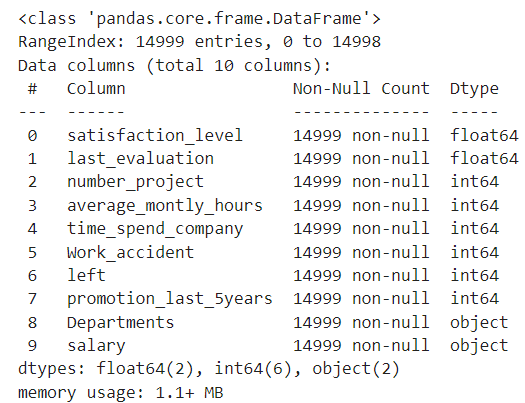 <class 'pandas.core.frame.DataFrame'>
RangeIndex: 14999 entries, 0 to 14998
Data columns (total 10 columns):
 #   Column                 Non-Null Count  Dtype
---  ------                 --------------  -----
 0   satisfaction_level     14999 non-null  float64
 1   last_evaluation        14999 non-null  float64
 2   number_project         14999 non-null  int64
 3   average_montly_hours   14999 non-null  int64
 4   time_spend_company     14999 non-null  int64
 5   Work_accident          14999 non-null  int64
 6   left                   14999 non-null  int64
 7   promotion_last_5years  14999 non-null  int64
 8   Departments            14999 non-null  object
 9   salary                 14999 non-null  object
dtypes: float64(2), int64(6), object(2)
memory usage: 1.1+ MB